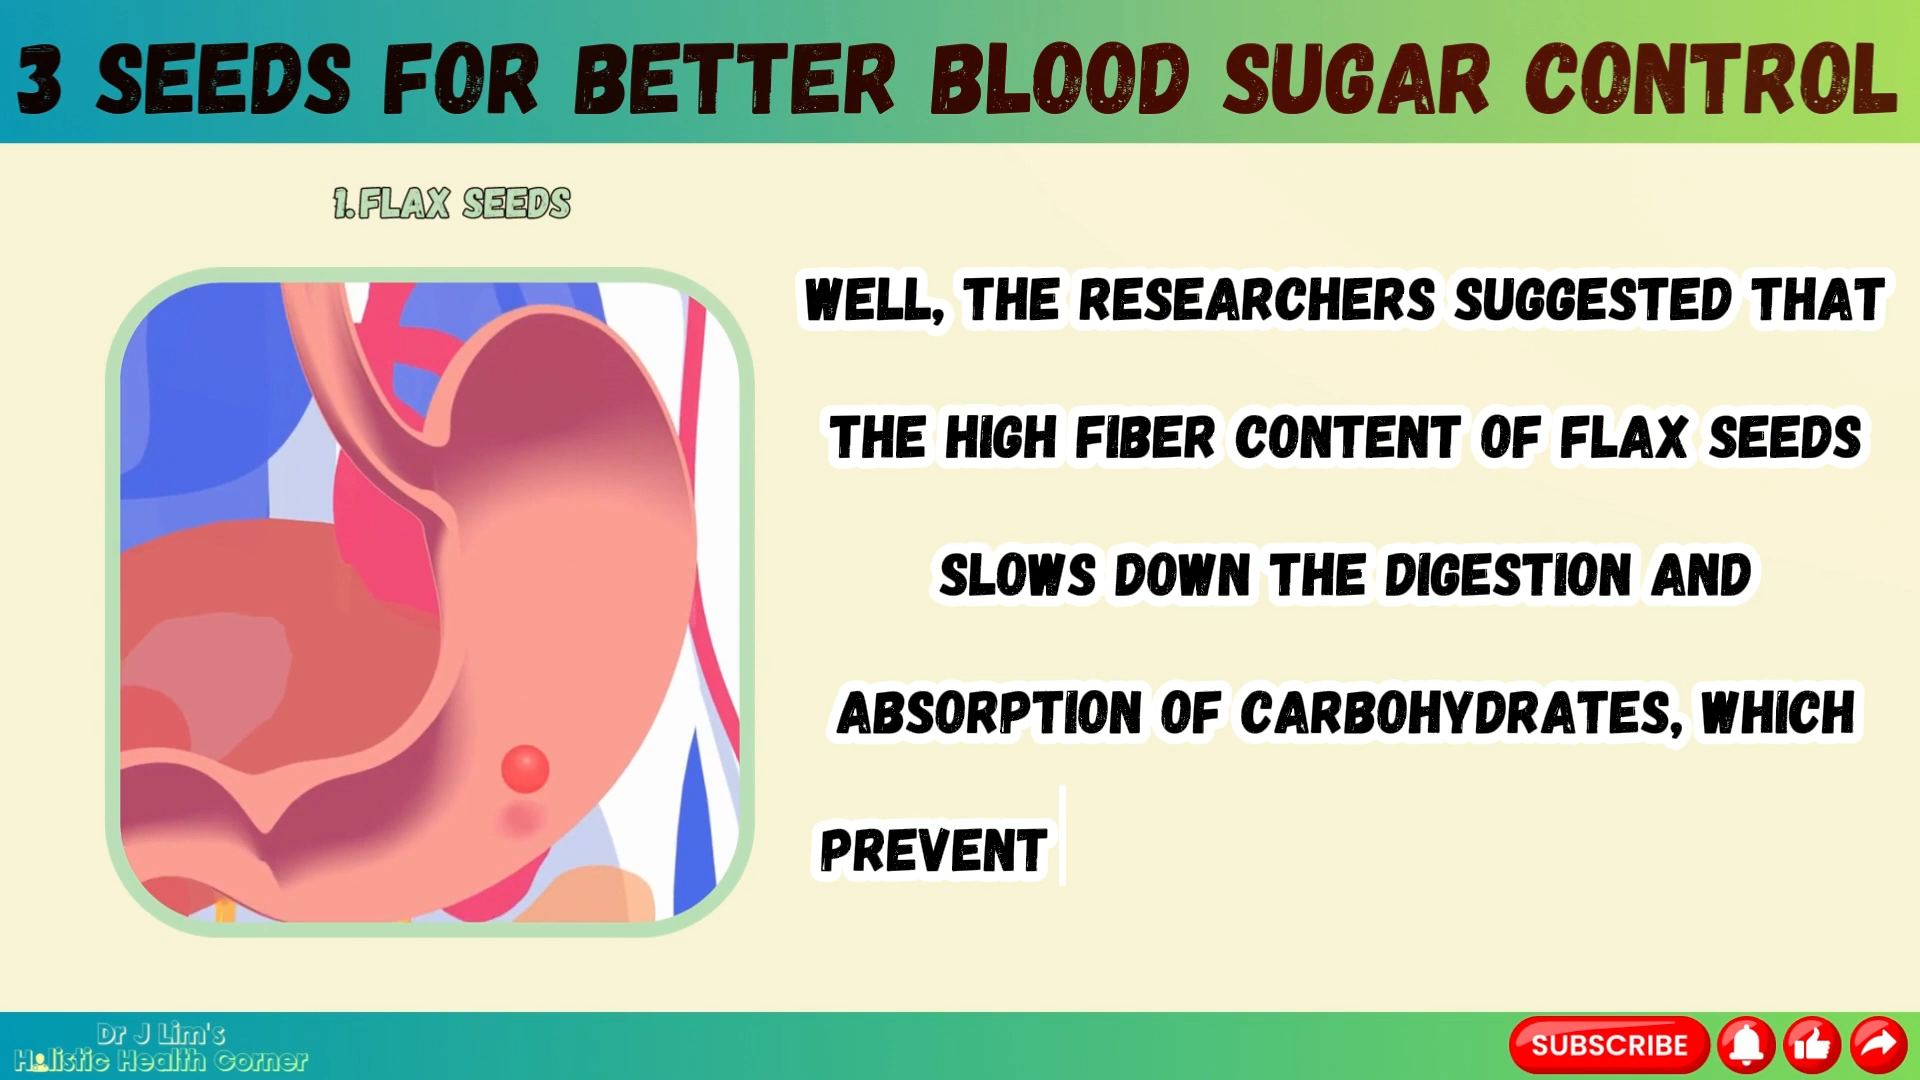 3 SEEDS FOR BETTER BLOOD SUGAR CONTROL
1. FLAX SEEDS
WELL, THE RESEARCHERS SUGGESTED THAT
THE HIGH FIBER CONTENT OF FLAX SEEDS
SLOWS DOWN THE DIGESTION AND
ABSORPTION OF CARBOHYDRATES, WHICH
PREVENT
Dr J Lim's
Holistic Health Corner
SUBSCRIBE